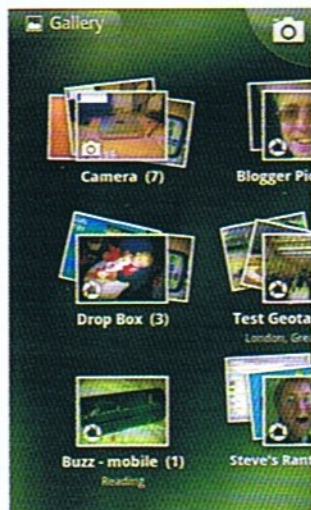 Gallery
Camera (7)
Blogger Pi
Drop Box (3)
Test Geota
London, Gre
Buzz - mobile (1)
Reading
Steve's Rant